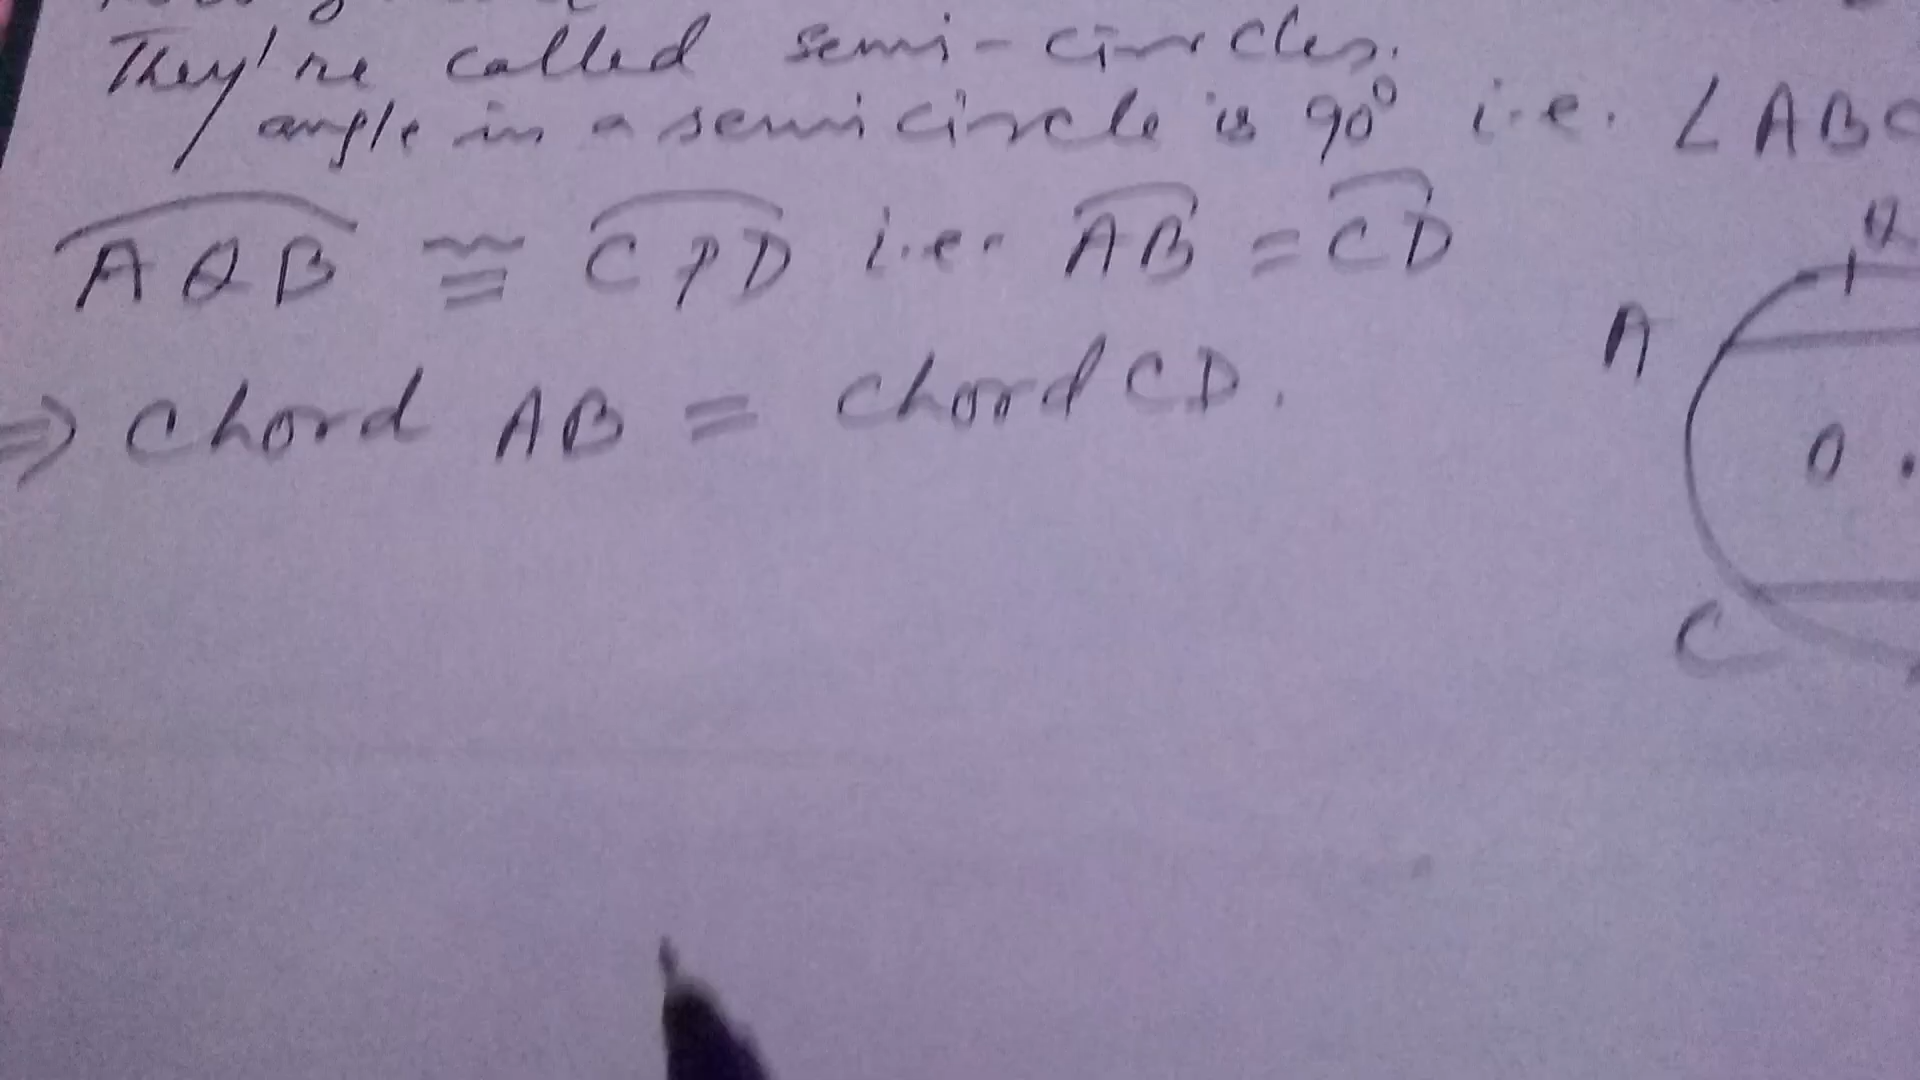 They're called semi-circles.
angle in a semicircle is 90° i.e. ∠ABC
AQB ≅ CPD i.e. AB = CD
⇒ Chord AB = chord CD.
Q
A
O
C